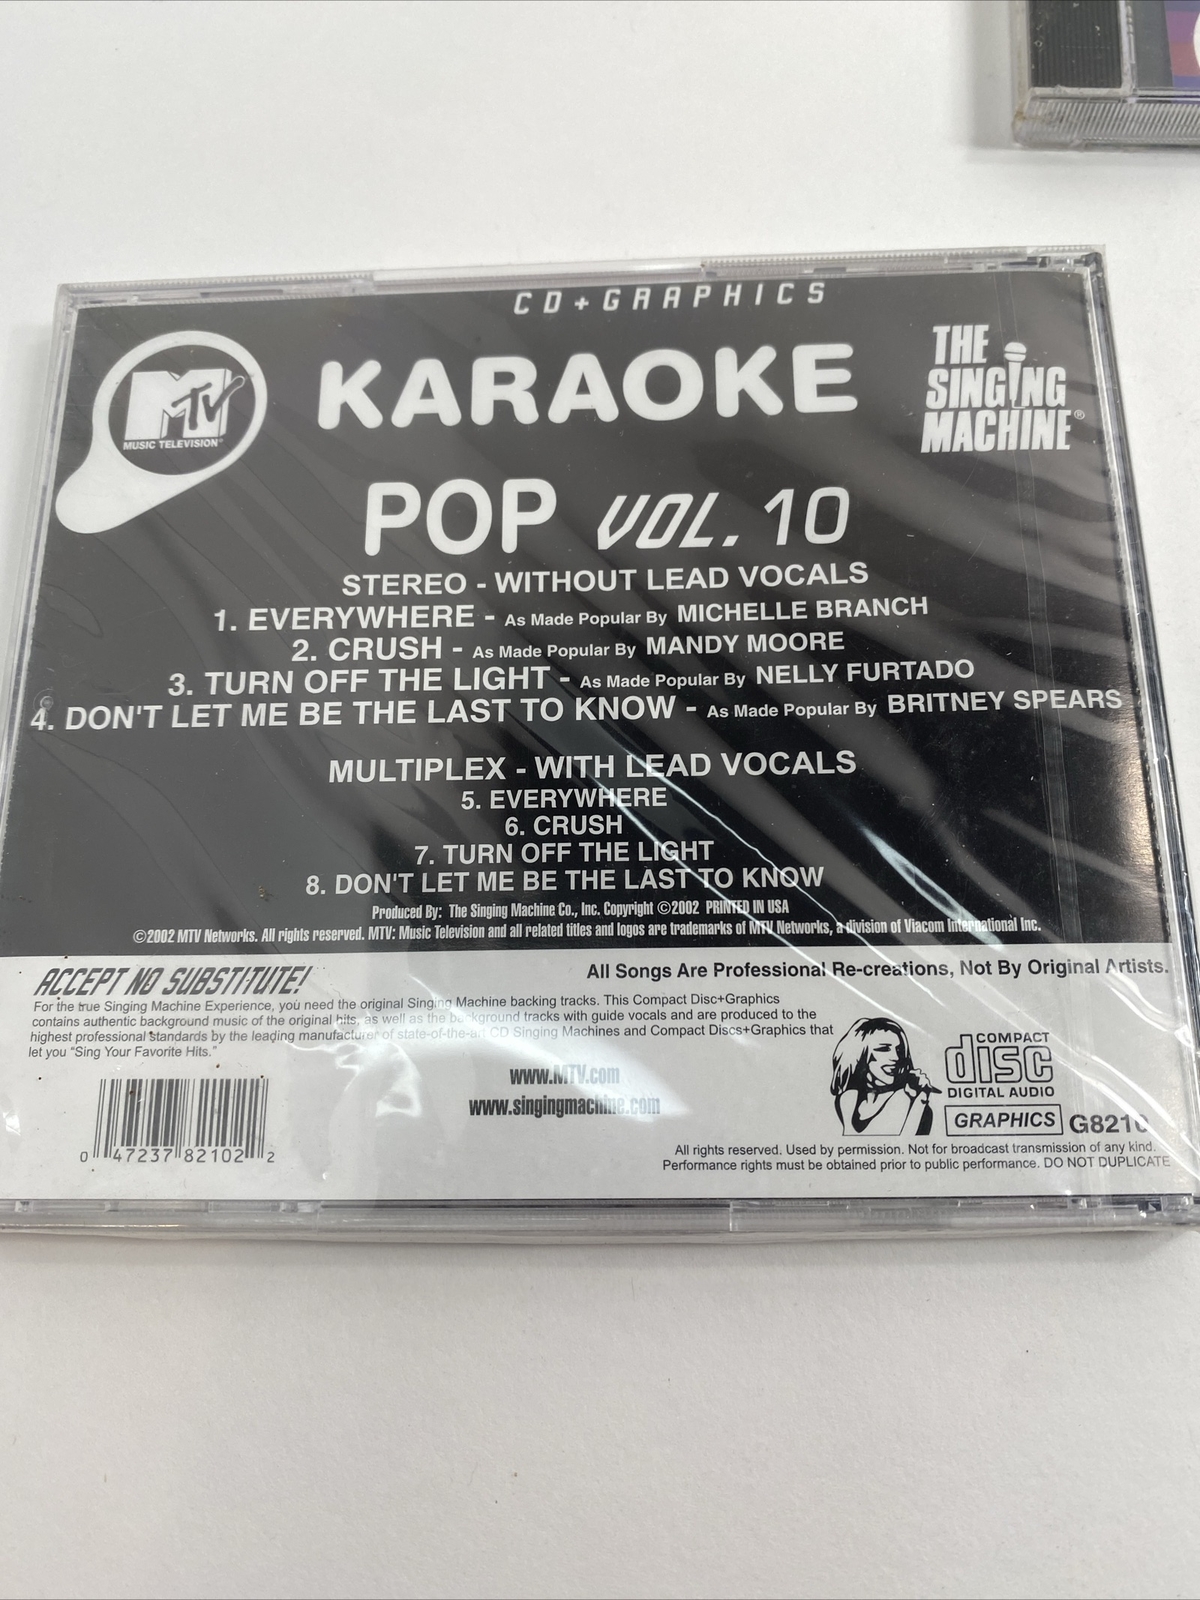 CD+GRAPHICS
MTV
MUSIC TELEVISION®
KARAOKE
THE
SINGING
MACHINE®
POP VOL. 10
STEREO - WITHOUT LEAD VOCALS
1. EVERYWHERE - As Made Popular By MICHELLE BRANCH
2. CRUSH - As Made Popular By MANDY MOORE
3. TURN OFF THE LIGHT - As Made Popular By NELLY FURTADO
4. DON'T LET ME BE THE LAST TO KNOW - As Made Popular By BRITNEY SPEARS
MULTIPLEX - WITH LEAD VOCALS
5. EVERYWHERE
6. CRUSH
7. TURN OFF THE LIGHT
8. DON'T LET ME BE THE LAST TO KNOW
Produced By: The Singing Machine Co., Inc. Copyright ©2002 PRINTED IN USA
©2002 MTV Networks. All rights reserved. MTV: Music Television and all related titles and logos are trademarks of MTV Networks, a division of Viacom International Inc.
ACCEPT NO SUBSTITUTE!
All Songs Are Professional Re-creations, Not By Original Artists.
For the true Singing Machine Experience, you need the original Singing Machine backing tracks. This Compact Disc+Graphics
contains authentic background music of the original hits, as well as the background tracks with guide vocals and are produced to the
highest professional standards by the leading manufacturer of state-of-the-art CD Singing Machines and Compact Discs+Graphics that
let you "Sing Your Favorite Hits."
www.MTV.com
www.singingmachine.com
COMPACT
disc
DIGITAL AUDIO
GRAPHICS G8210
0 47237 82102 2
All rights reserved. Used by permission. Not for broadcast transmission of any kind.
Performance rights must be obtained prior to public performance. DO NOT DUPLICATE